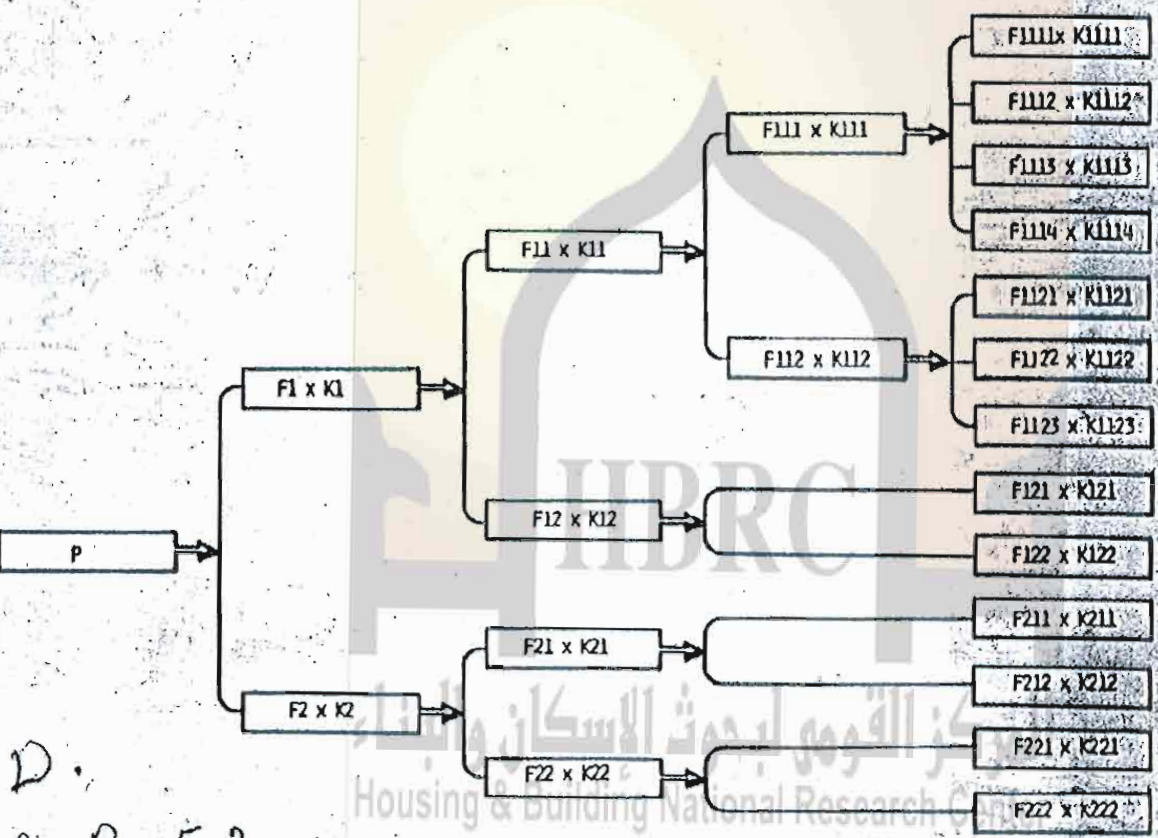 F1111 x K1111
F1112 x K1112
F1113 x K1113
F1114 x K1114
F111 x K111
F11 x K11
F1121 x K1121
F1122 x K1122
F1123 x K1123
F112 x K112
F1 x K1
F121 x K121
F122 x K122
F12 x K12
HBRC
P
F211 x K211
F212 x K212
F21 x K21
F2 x K2
F221 x K221
F222 x K222
F22 x K22
المركز القومى لبحوث الإسكان والبناء
Housing & Building National Research Center
D.